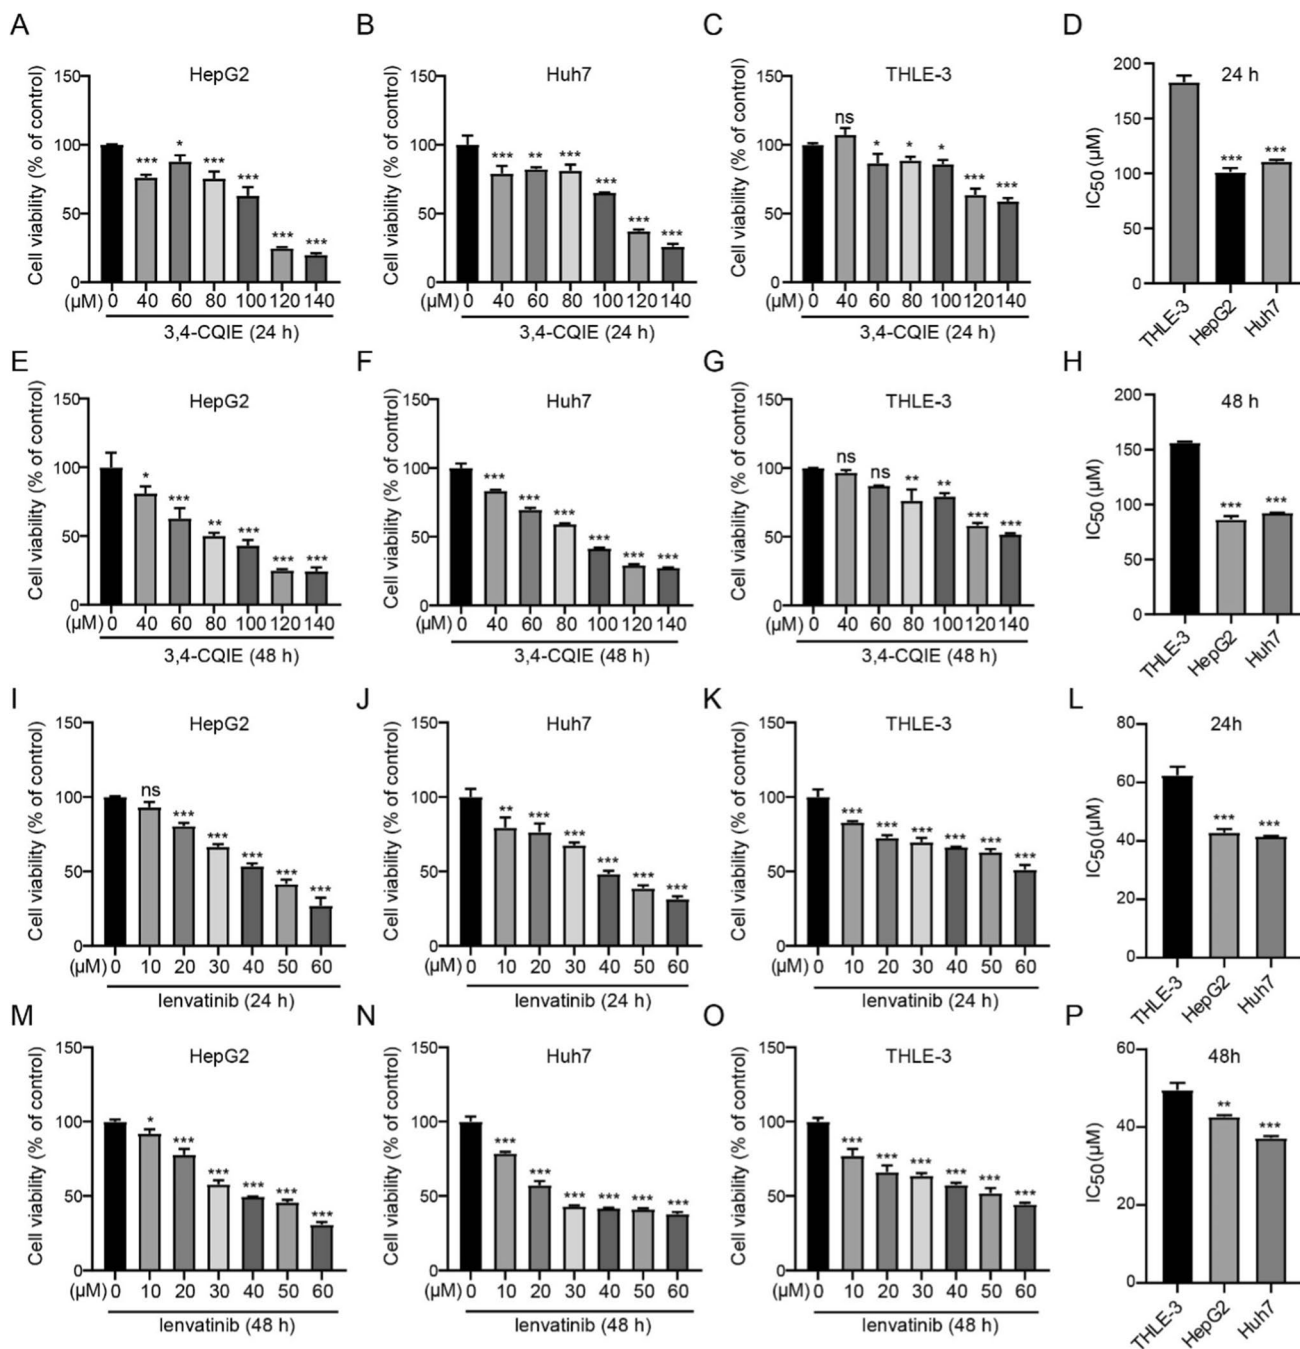 A B C D
HepG2 Huh7 THLE-3 24 h
Cell viability (% of control) 150 100 50 0
*** * *** *** *** ***
(µM) 0 40 60 80 100 120 140
3,4-CQIE (24 h)
Cell viability (% of control) 150 100 50 0
*** ** *** *** *** ***
0 40 60 80 100 120 140
3,4-CQIE (24 h)
Cell viability (% of control) 150 100 50 0
ns * * * *** ***
0 40 60 80 100 120 140
3,4-CQIE (24 h)
IC50 (µM) 200 150 100 50 0
*** ***
THLE-3 HepG2 Huh7
E F G H
HepG2 Huh7 THLE-3 48 h
Cell viability (% of control) 150 100 50 0
* *** ** *** *** ***
(µM) 0 40 60 80 100 120 140
3,4-CQIE (48 h)
Cell viability (% of control) 150 100 50 0
*** *** *** *** *** ***
(µM) 0 40 60 80 100 120 140
3,4-CQIE (48 h)
Cell viability (% of control) 150 100 50 0
ns ns ** ** *** ***
(µM) 0 40 60 80 100 120 140
3,4-CQIE (48 h)
IC50 (µM) 200 150 100 50 0
*** ***
THLE-3 HepG2 Huh7
I J K L
HepG2 Huh7 THLE-3 24h
Cell viability (% of control) 150 100 50 0
ns *** *** *** *** ***
(µM) 0 10 20 30 40 50 60
lenvatinib (24 h)
Cell viability (% of control) 150 100 50 0
** *** *** *** *** ***
(µM) 0 10 20 30 40 50 60
lenvatinib (24 h)
Cell viability (% of control) 150 100 50 0
*** *** *** *** *** ***
(µM) 0 10 20 30 40 50 60
lenvatinib (24 h)
IC50 (µM) 80 60 40 20 0
*** ***
THLE-3 HepG2 Huh7
M N O P
HepG2 Huh7 THLE-3 48h
Cell viability (% of control) 150 100 50 0
* *** *** *** *** ***
(µM) 0 10 20 30 40 50 60
lenvatinib (48 h)
Cell viability (% of control) 150 100 50 0
*** *** *** *** *** ***
(µM) 0 10 20 30 40 50 60
lenvatinib (48 h)
Cell viability (% of control) 150 100 50 0
*** *** *** *** *** ***
(µM) 0 10 20 30 40 50 60
lenvatinib (48 h)
IC50 (µM) 60 40 20 0
** ***
THLE-3 HepG2 Huh7